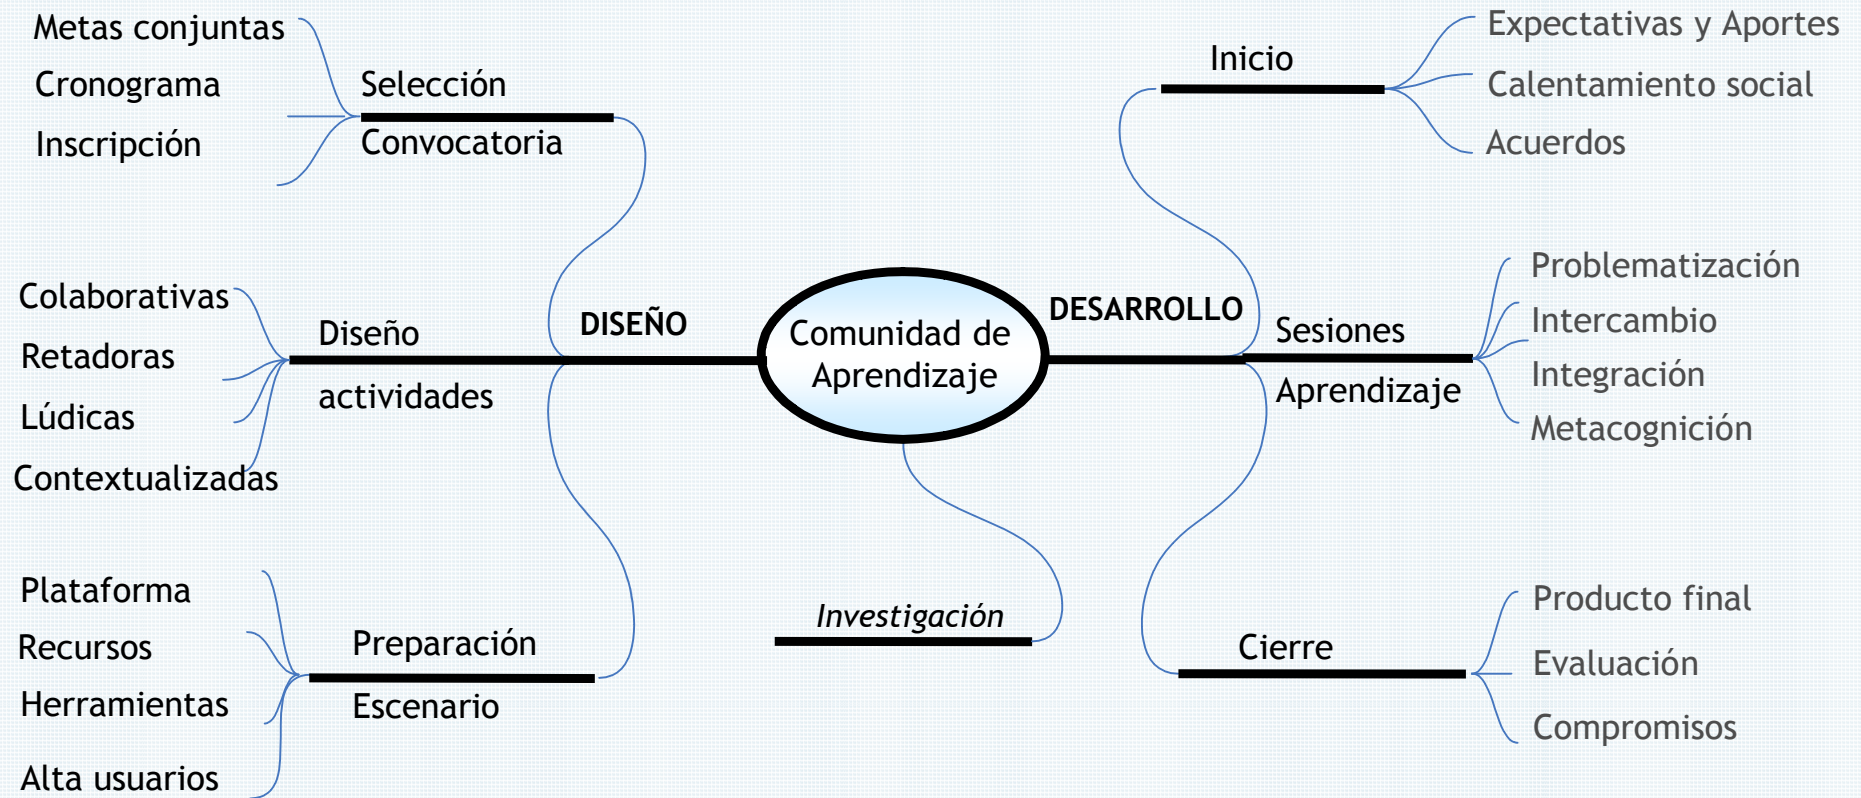 Metas conjuntas
Cronograma
Inscripción
Selección
Convocatoria
Colaborativas
Retadoras
Lúdicas
Contextualizadas
Diseño
actividades
DISEÑO
Plataforma
Recursos
Herramientas
Alta usuarios
Preparación
Escenario
Comunidad de
Aprendizaje
Investigación
DESARROLLO
Inicio
Expectativas y Aportes
Calentamiento social
Acuerdos
Sesiones
Aprendizaje
Problematización
Intercambio
Integración
Metacognición
Cierre
Producto final
Evaluación
Compromisos